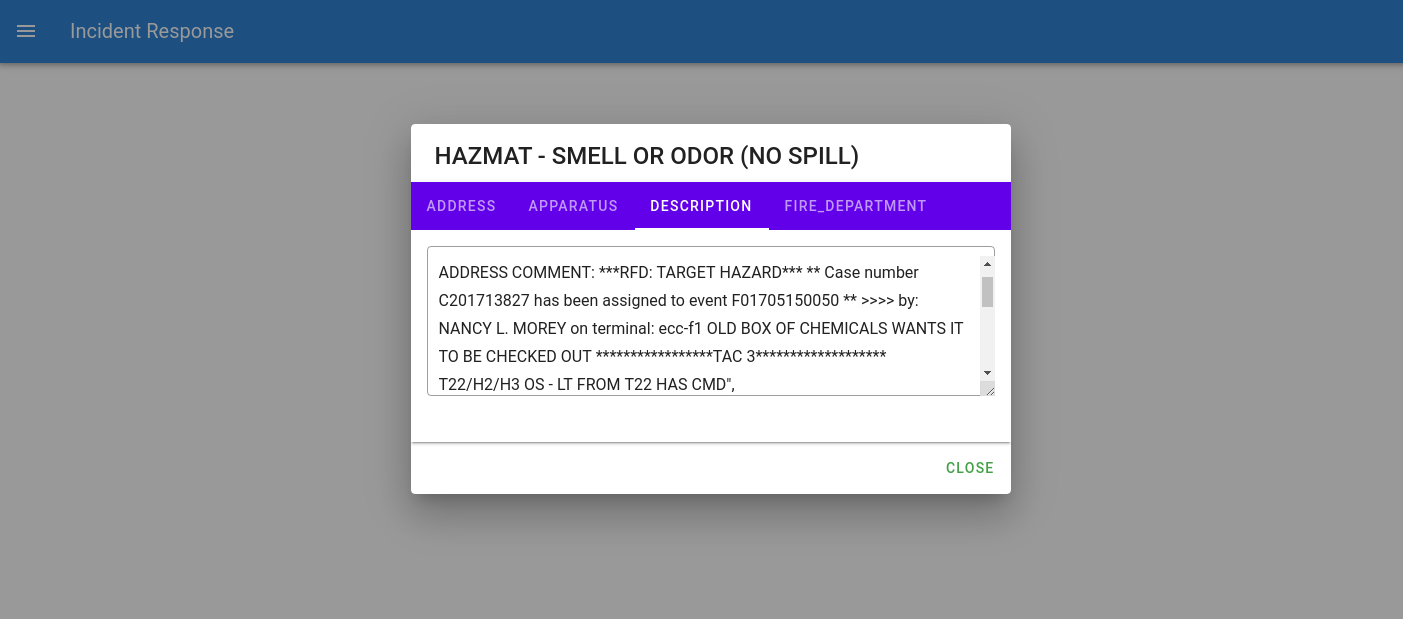 Incident Response
HAZMAT - SMELL OR ODOR (NO SPILL)
ADDRESS APPARATUS DESCRIPTION FIRE_DEPARTMENT
ADDRESS COMMENT: ***RFD: TARGET HAZARD*** ** Case number
C201713827 has been assigned to event F01705150050 ** >>>> by:
NANCY L. MOREY on terminal: ecc-f1 OLD BOX OF CHEMICALS WANTS IT
TO BE CHECKED OUT *****************TAC 3******************
T22/H2/H3 OS - LT FROM T22 HAS CMD",
CLOSE